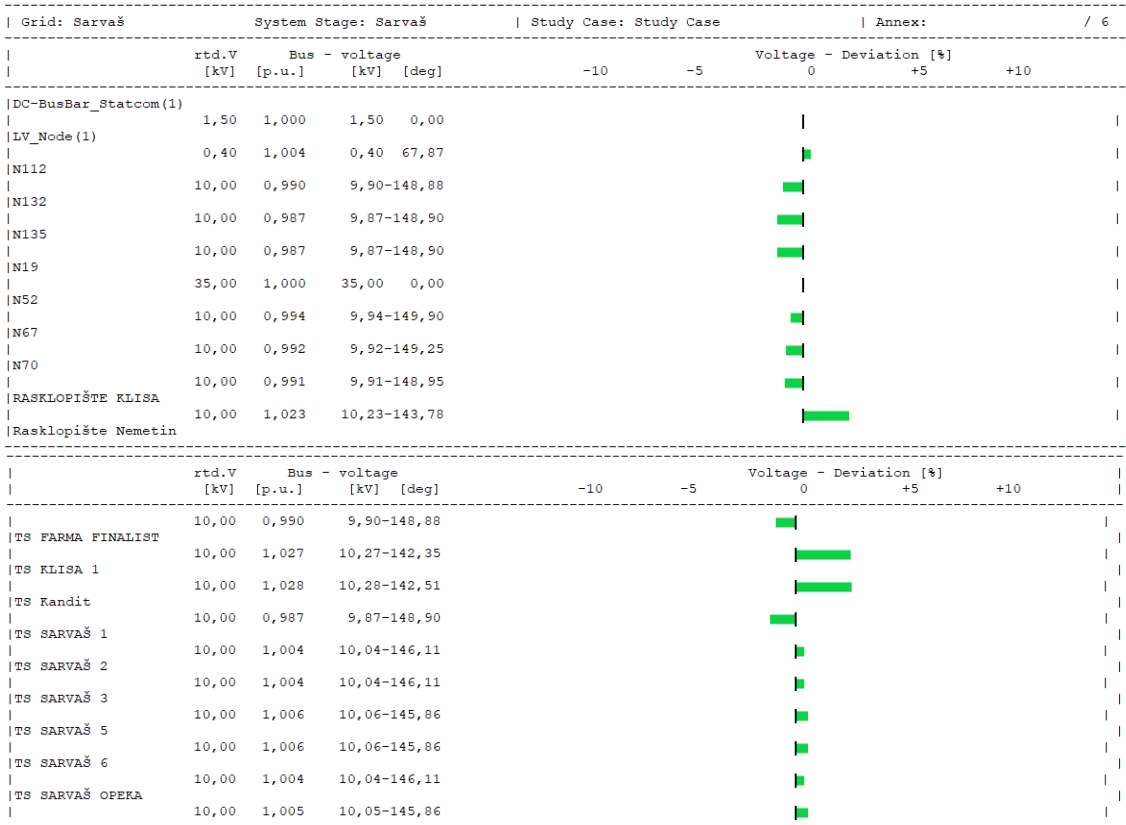 | Grid: Sarvaš System Stage: Sarvaš | Study Case: Study Case | Annex: / 6
| rtd.V Bus - voltage Voltage - Deviation [%]
| [kV] [p.u.] [kV] [deg] -10 -5 0 +5 +10
|DC-BusBar_Statcom(1)
| 1,50 1,000 1,50 0,00 |
|LV_Node(1)
| 0,40 1,004 0,40 67,87 |
|N112
| 10,00 0,990 9,90-148,88 |
|N132
| 10,00 0,987 9,87-148,90 |
|N135
| 10,00 0,987 9,87-148,90 |
|N19
| 35,00 1,000 35,00 0,00 |
|N52
| 10,00 0,994 9,94-149,90 |
|N67
| 10,00 0,992 9,92-149,25 |
|N70
| 10,00 0,991 9,91-148,95 |
|RASKLOPIŠTE KLISA
| 10,00 1,023 10,23-143,78 |
|Rasklopište Nemetin
| rtd.V Bus - voltage Voltage - Deviation [%] |
| [kV] [p.u.] [kV] [deg] -10 -5 0 +5 +10 |
| 10,00 0,990 9,90-148,88 |
|TS FARMA FINALIST |
| 10,00 1,027 10,27-142,35 |
|TS KLISA 1 |
| 10,00 1,028 10,28-142,51 |
|TS Kandit |
| 10,00 0,987 9,87-148,90 |
|TS SARVAŠ 1 |
| 10,00 1,004 10,04-146,11 |
|TS SARVAŠ 2 |
| 10,00 1,004 10,04-146,11 |
|TS SARVAŠ 3 |
| 10,00 1,006 10,06-145,86 |
|TS SARVAŠ 5 |
| 10,00 1,006 10,06-145,86 |
|TS SARVAŠ 6 |
| 10,00 1,004 10,04-146,11 |
|TS SARVAŠ OPEKA |
| 10,00 1,005 10,05-145,86 |